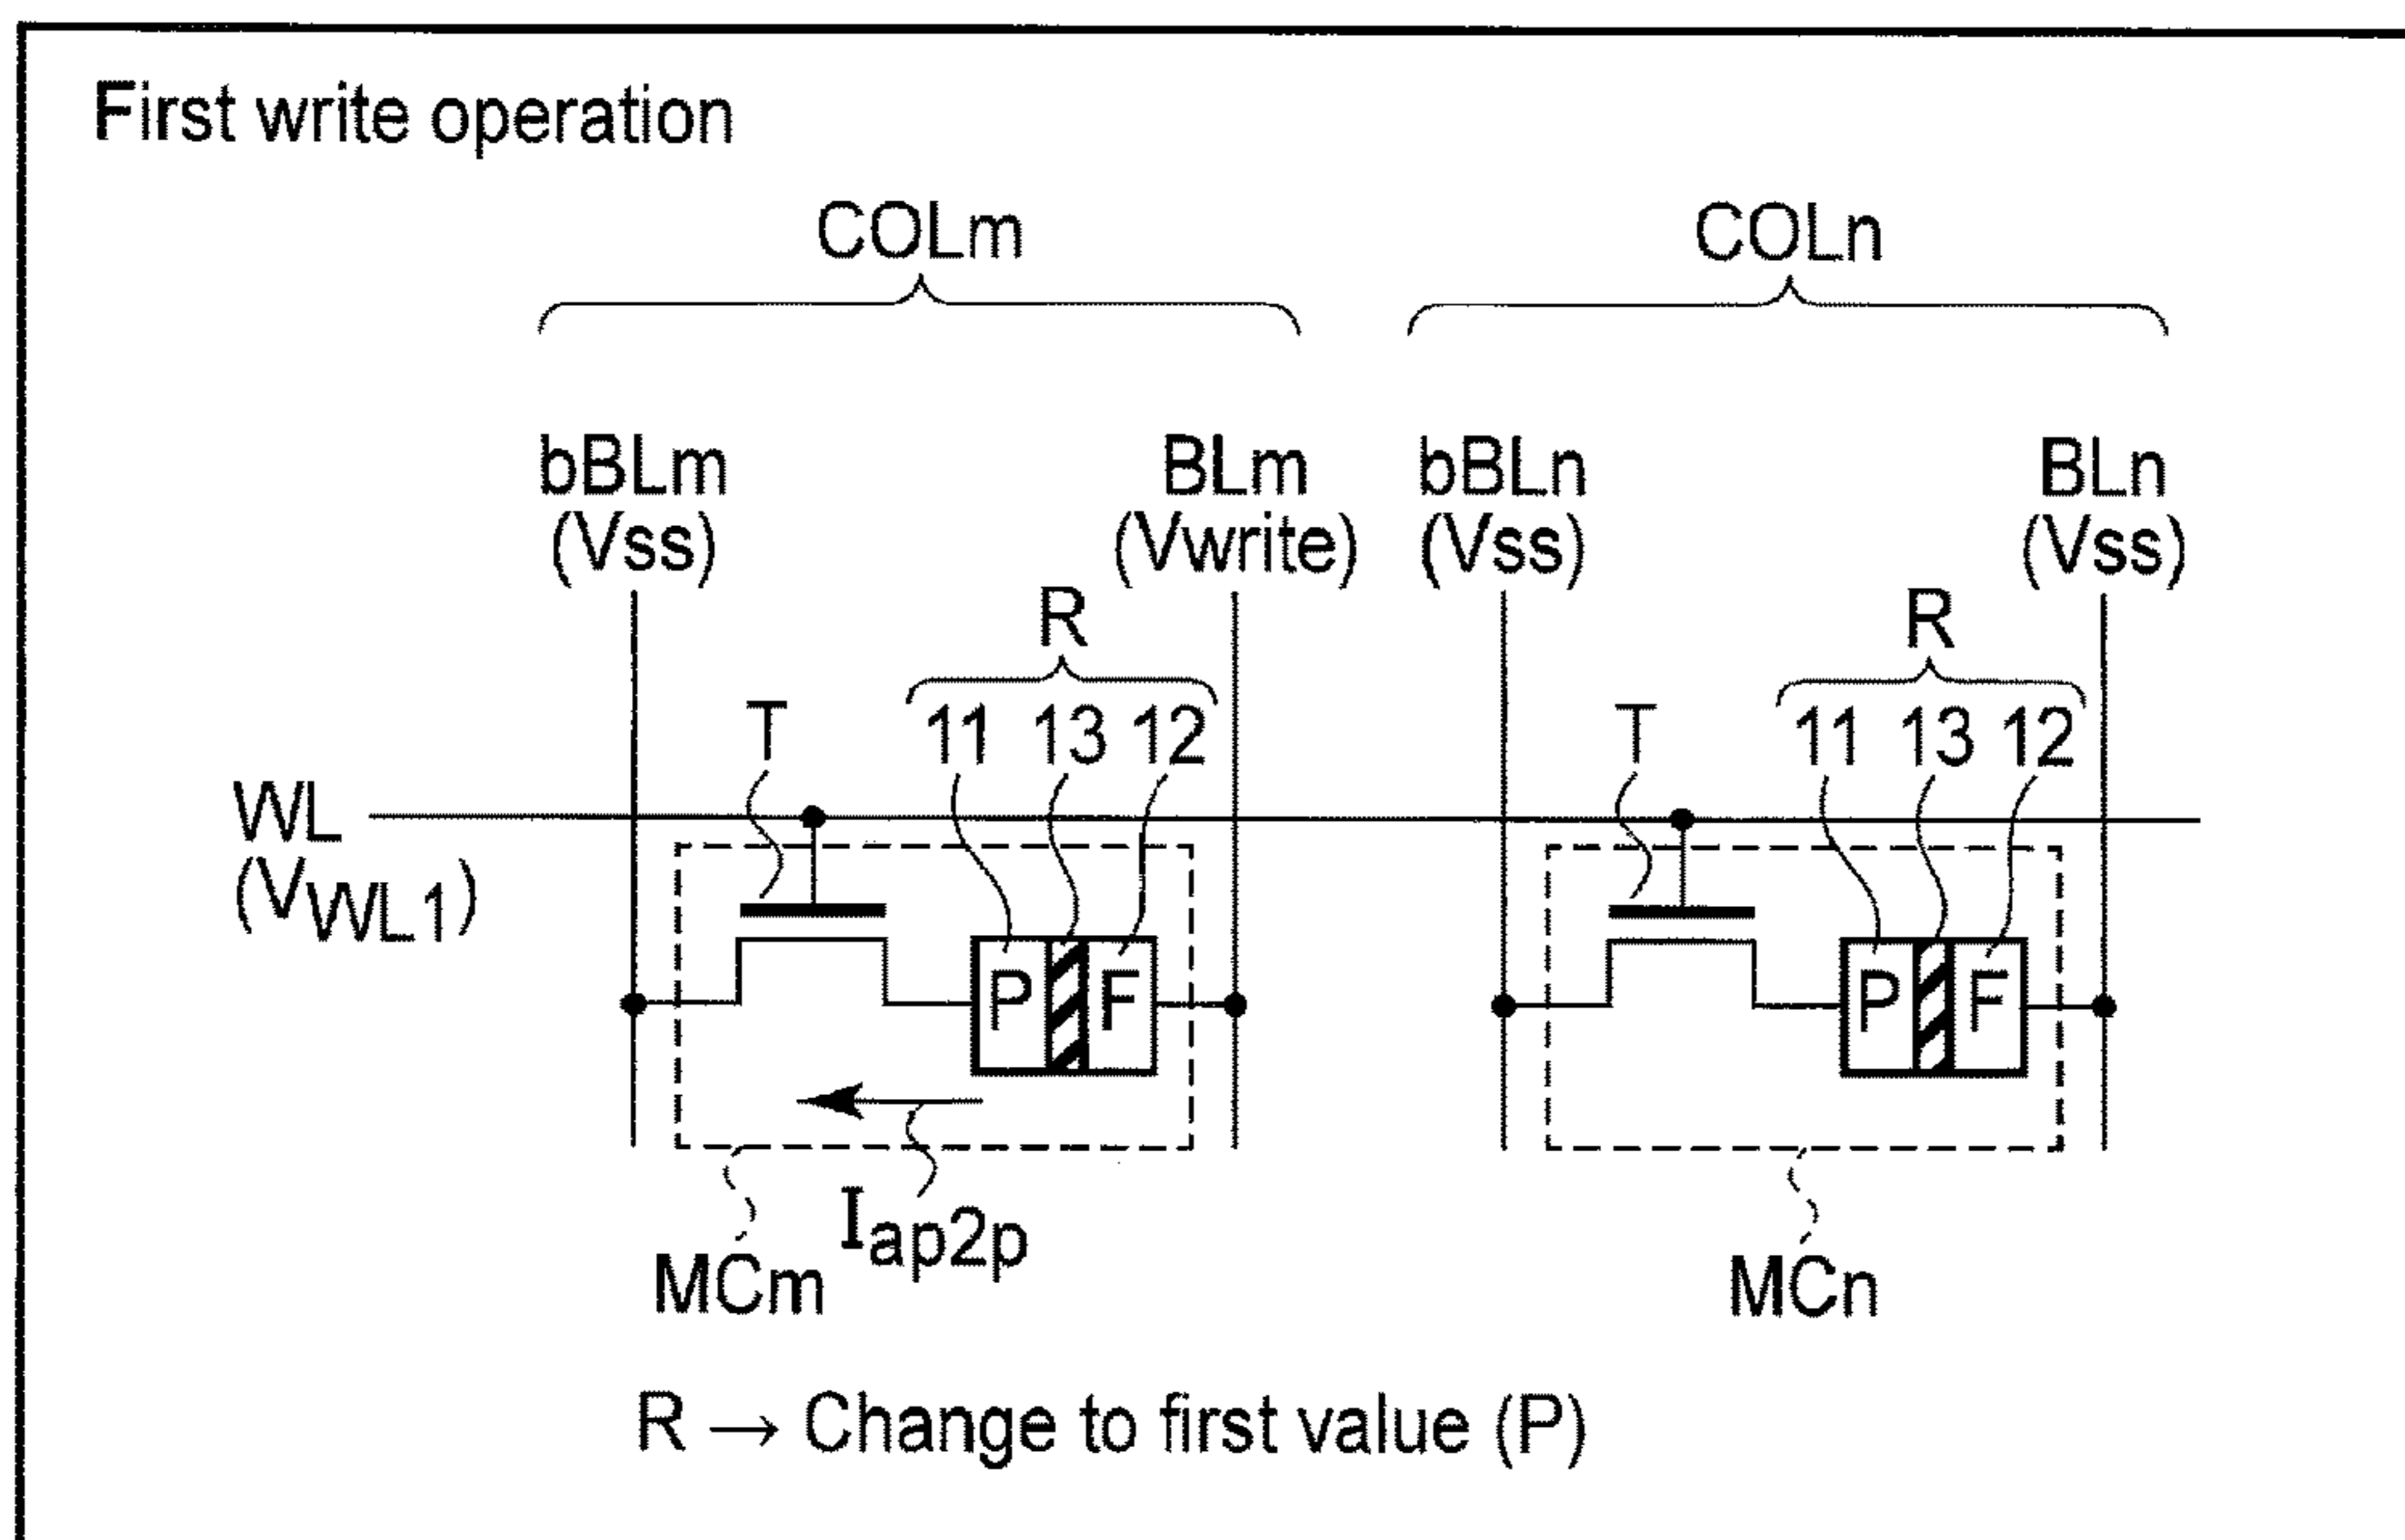 First write operation
COLm COLn
bBLm BLm bBLn BLn
(Vss) (Vwrite) (Vss) (Vss)
R R
T 11 13 12 T 11 13 12
WL
(VWL1)
P F P F
Iap2p
MCm MCn
R → Change to first value (P)